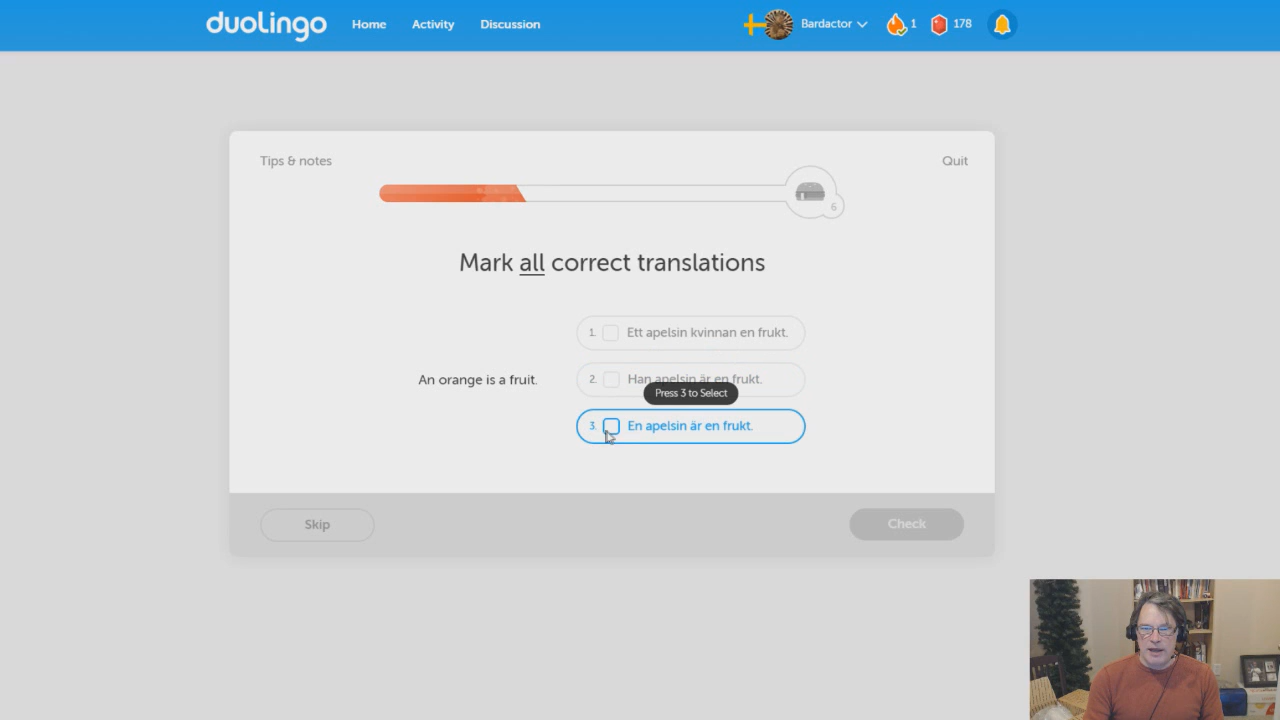 duolingo Home Activity Discussion Bardactor 1 178
Tips & notes Quit
6
Mark all correct translations
1. Ett apelsin kvinnan en frukt.
An orange is a fruit.
2. Han apelsin är en frukt.
Press 3 to Select
3. En apelsin är en frukt.
Skip Check